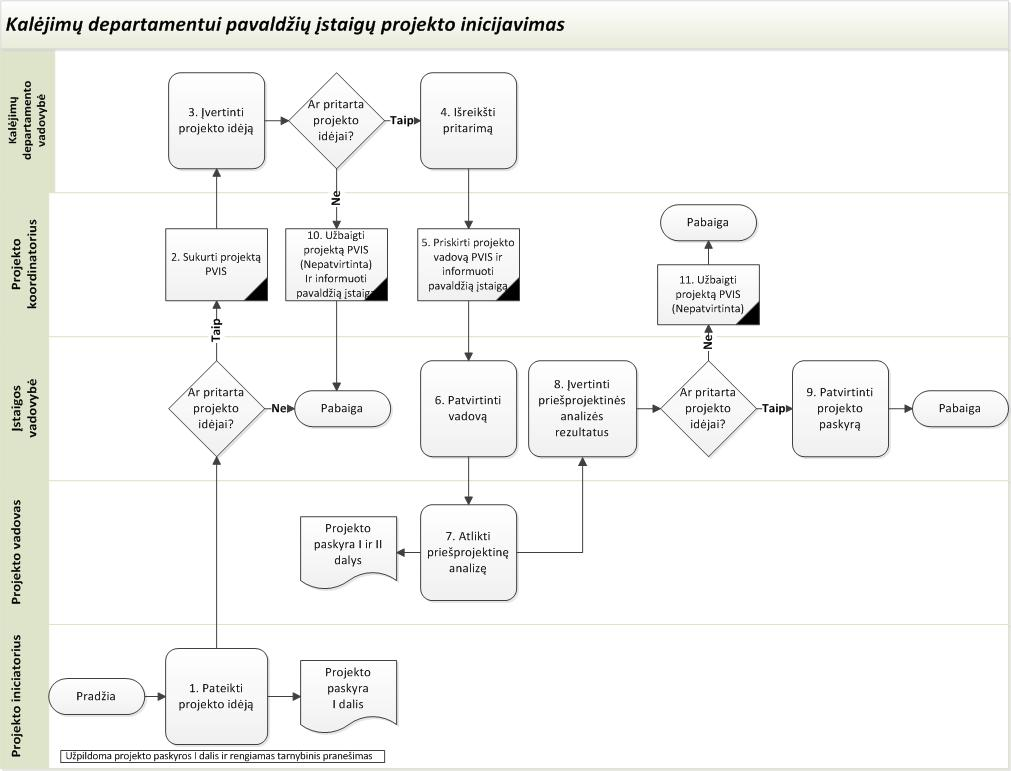 Kalėjimų departamentui pavaldžių įstaigų projekto inicijavimas
Kalėjimų
departamento
vadovybė
3. Įvertinti
projekto idėją
Ar pritarta
projekto
idėjai?
Taip
4. Išreikšti
pritarimą
Ne
Projekto
koordinatorius
2. Sukurti projektą
PVIS
10. Užbaigti
projektą PVIS
(Nepatvirtinta)
Ir informuoti
pavaldžią įstaigą
5. Priskirti projekto
vadovą PVIS ir
informuoti
pavaldžią įstaigą
Pabaiga
11. Užbaigti
projektą PVIS
(Nepatvirtinta)
Taip
Ne
Įstaigos
vadovybė
Ar pritarta
projekto
idėjai?
Ne
Pabaiga
6. Patvirtinti
vadovą
8. Įvertinti
priešprojektinės
analizės
rezultatus
Ar pritarta
projekto
idėjai?
Taip
9. Patvirtinti
projekto
paskyrą
Pabaiga
Projekto vadovas
Projekto
paskyra I ir II
dalys
7. Atlikti
priešprojektinę
analizę
Projekto iniciatorius
Pradžia
1. Pateikti
projekto idėją
Projekto
paskyra
I dalis
Užpildoma projekto paskyros I dalis ir rengiamas tarnybinis pranešimas